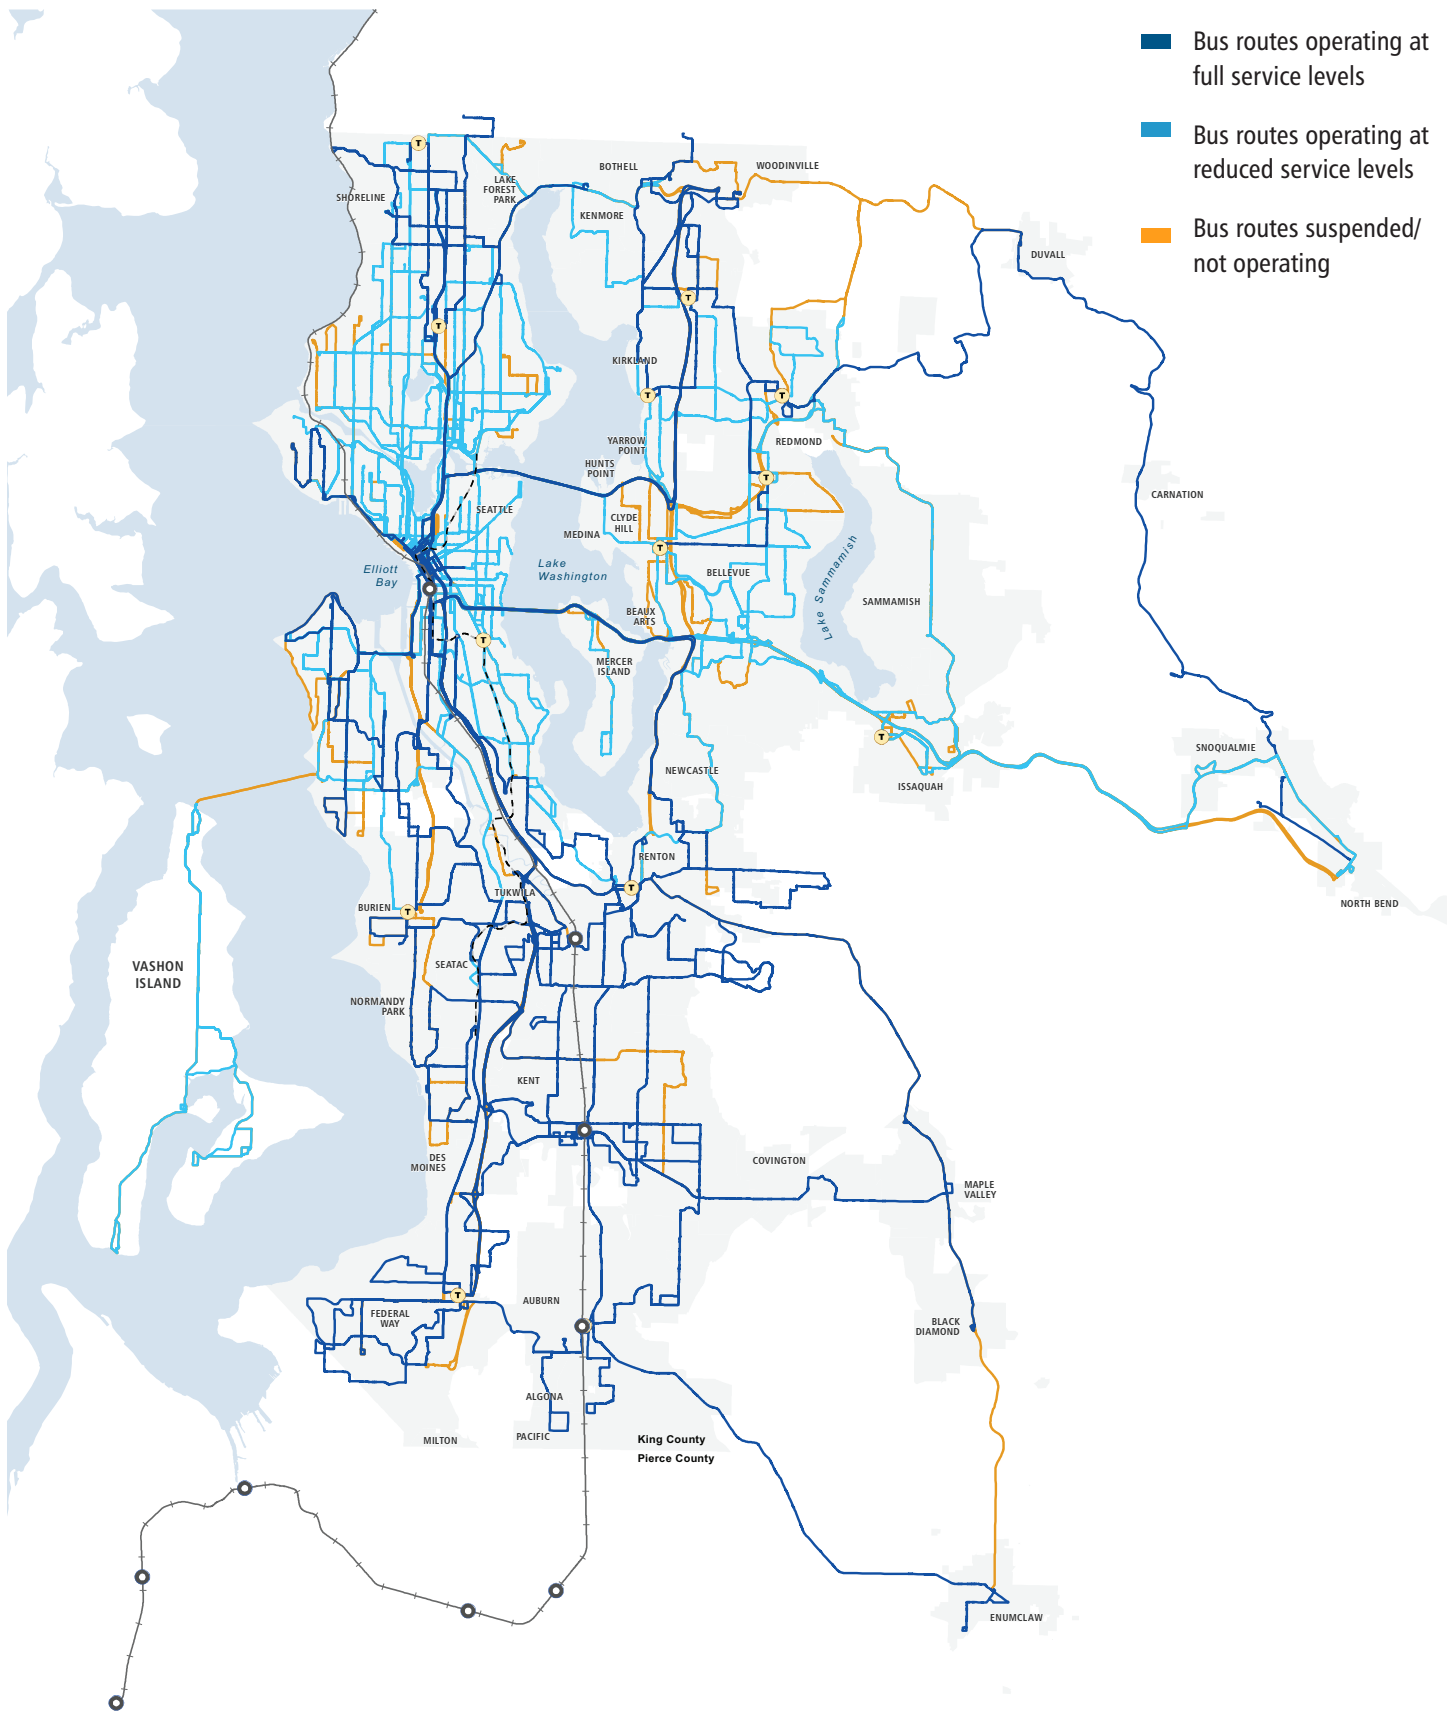 Bus routes operating at
full service levels
Bus routes operating at
reduced service levels
Bus routes suspended/
not operating
T
BOTHELL
WOODINVILLE
LAKE
FOREST
PARK
SHORELINE
KENMORE
DUVALL
T
T
KIRKLAND
T
T
REDMOND
YARROW
POINT
HUNTS
POINT
T
CARNATION
SEATTLE
CLYDE
HILL
MEDINA
T
Elliott
Bay
Lake
Washington
BELLEVUE
Lake Sammamish
SAMMAMISH
BEAUX
ARTS
T
MERCER
ISLAND
T
SNOQUALMIE
NEWCASTLE
ISSAQUAH
RENTON
T
TUKWILA
NORTH BEND
BURIEN
T
VASHON
ISLAND
SEATAC
NORMANDY
PARK
KENT
DES
MOINES
COVINGTON
MAPLE
VALLEY
T
AUBURN
FEDERAL
WAY
BLACK
DIAMOND
ALGONA
PACIFIC
MILTON
King County
Pierce County
ENUMCLAW